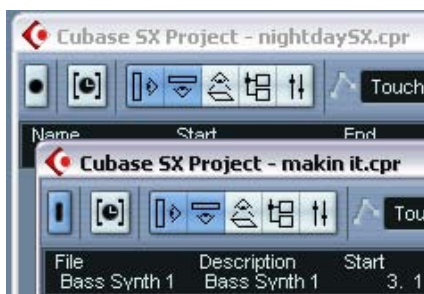 Cubase SX Project - nightdaySX.cpr
Touch
Name Start End
Cubase SX Project - makin it.cpr
Tou
File Description Start
Bass Synth 1 Bass Synth 1 3. 1